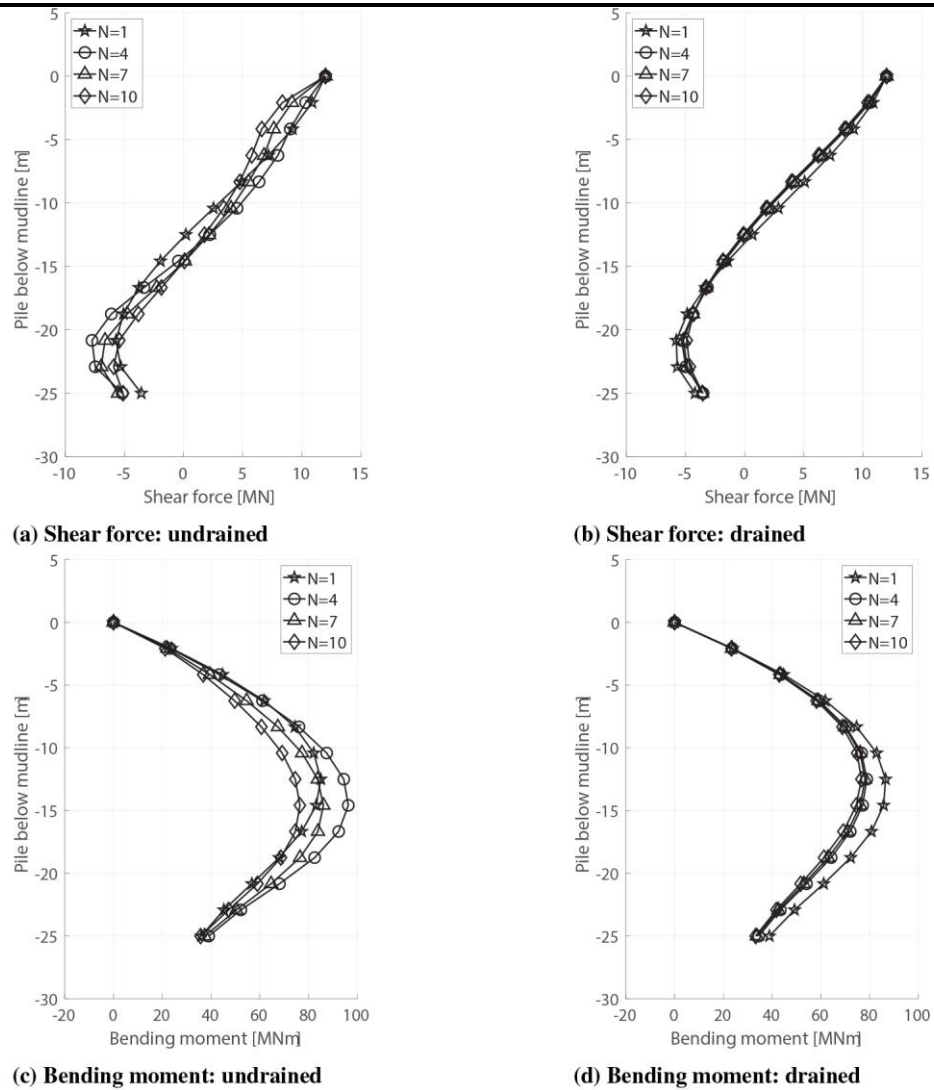 5
0
-5
-10
-15
-20
-25
-30
Pile below mudline [m]
N=1
N=4
N=7
N=10
-10 -5 0 5 10 15
Shear force [MN]
(a) Shear force: undrained
5
0
-5
-10
-15
-20
-25
-30
Pile below mudline [m]
N=1
N=4
N=7
N=10
-10 -5 0 5 10 15
Shear force [MN]
(b) Shear force: drained
5
0
-5
-10
-15
-20
-25
-30
Pile below mudline [m]
N=1
N=4
N=7
N=10
-20 0 20 40 60 80 100
Bending moment [MNm]
(c) Bending moment: undrained
5
0
-5
-10
-15
-20
-25
-30
Pile below mudline [m]
N=1
N=4
N=7
N=10
-20 0 20 40 60 80 100
Bending moment [MNm]
(d) Bending moment: drained